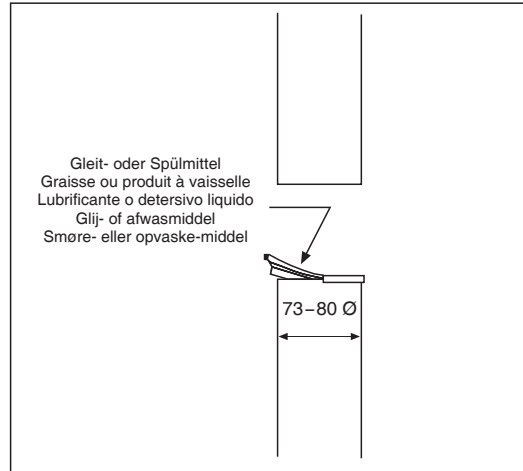 Gleit- oder Spülmittel
Graisse ou produit à vaisselle
Lubrificante o detersivo liquido
Glij- of afwasmiddel
Smøre- eller opvaske-middel
73–80 Ø